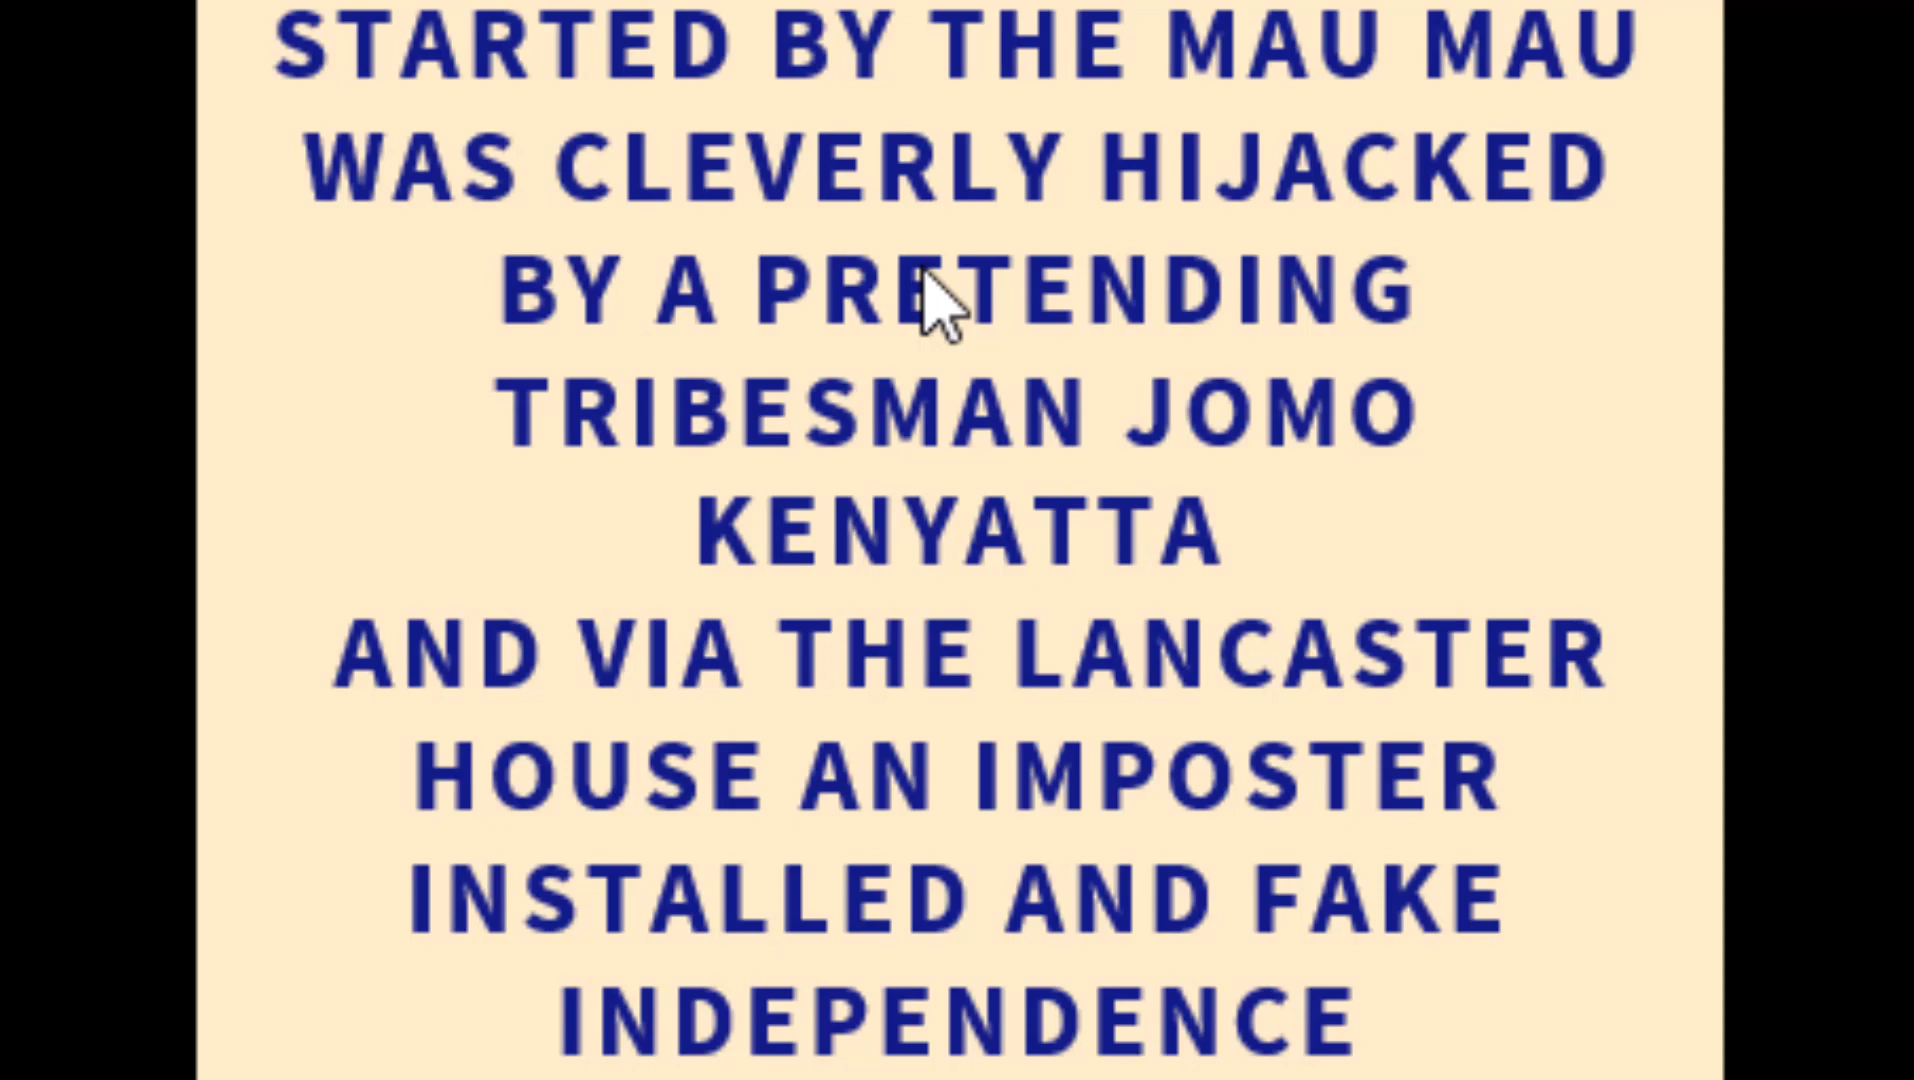 STARTED BY THE MAU MAU
WAS CLEVERLY HIJACKED
BY A PRETENDING
TRIBESMAN JOMO
KENYATTA
AND VIA THE LANCASTER
HOUSE AN IMPOSTER
INSTALLED AND FAKE
INDEPENDENCE